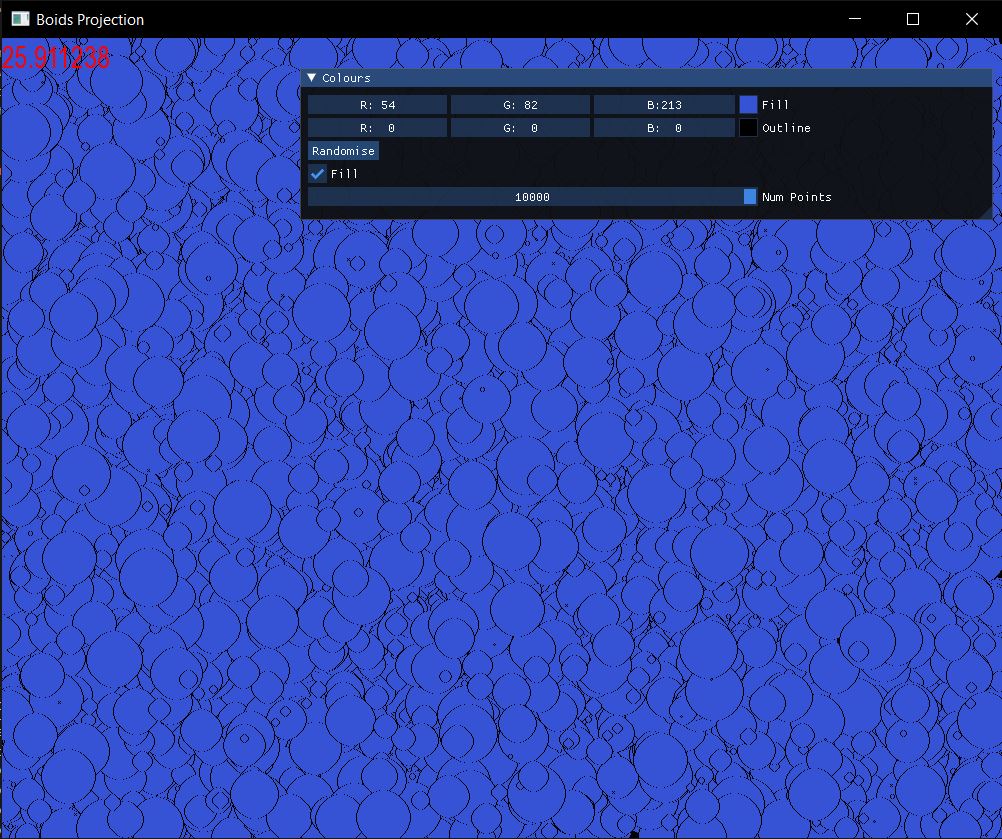 Boids Projection
25.911238
Colours
R: 54 G: 82 B:213 Fill
R: 0 G: 0 B: 0 Outline
Randomise
Fill
10000 Num Points